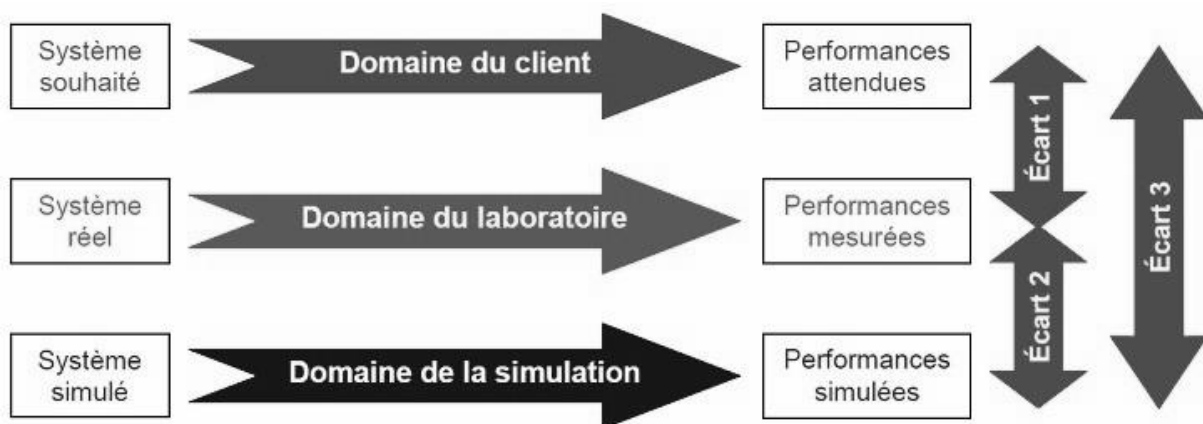 Système
souhaité
Domaine du client
Performances
attendues
Écart 1
Système
réel
Domaine du laboratoire
Performances
mesurées
Écart 2
Écart 3
Système
simulé
Domaine de la simulation
Performances
simulées